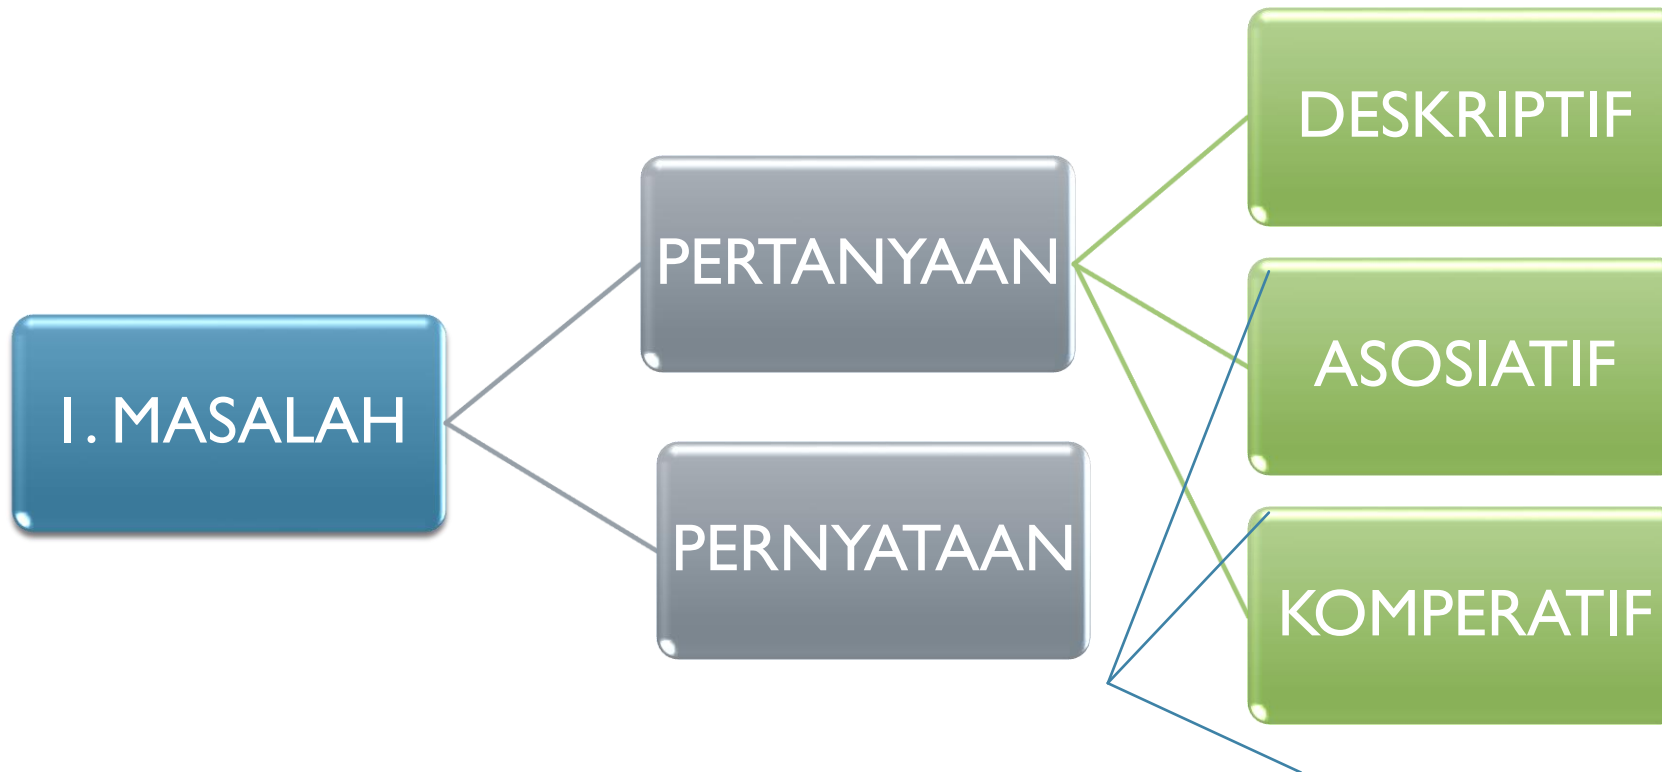 1. MASALAH
PERTANYAAN
PERNYATAAN
DESKRIPTIF
ASOSIATIF
KOMPERATIF